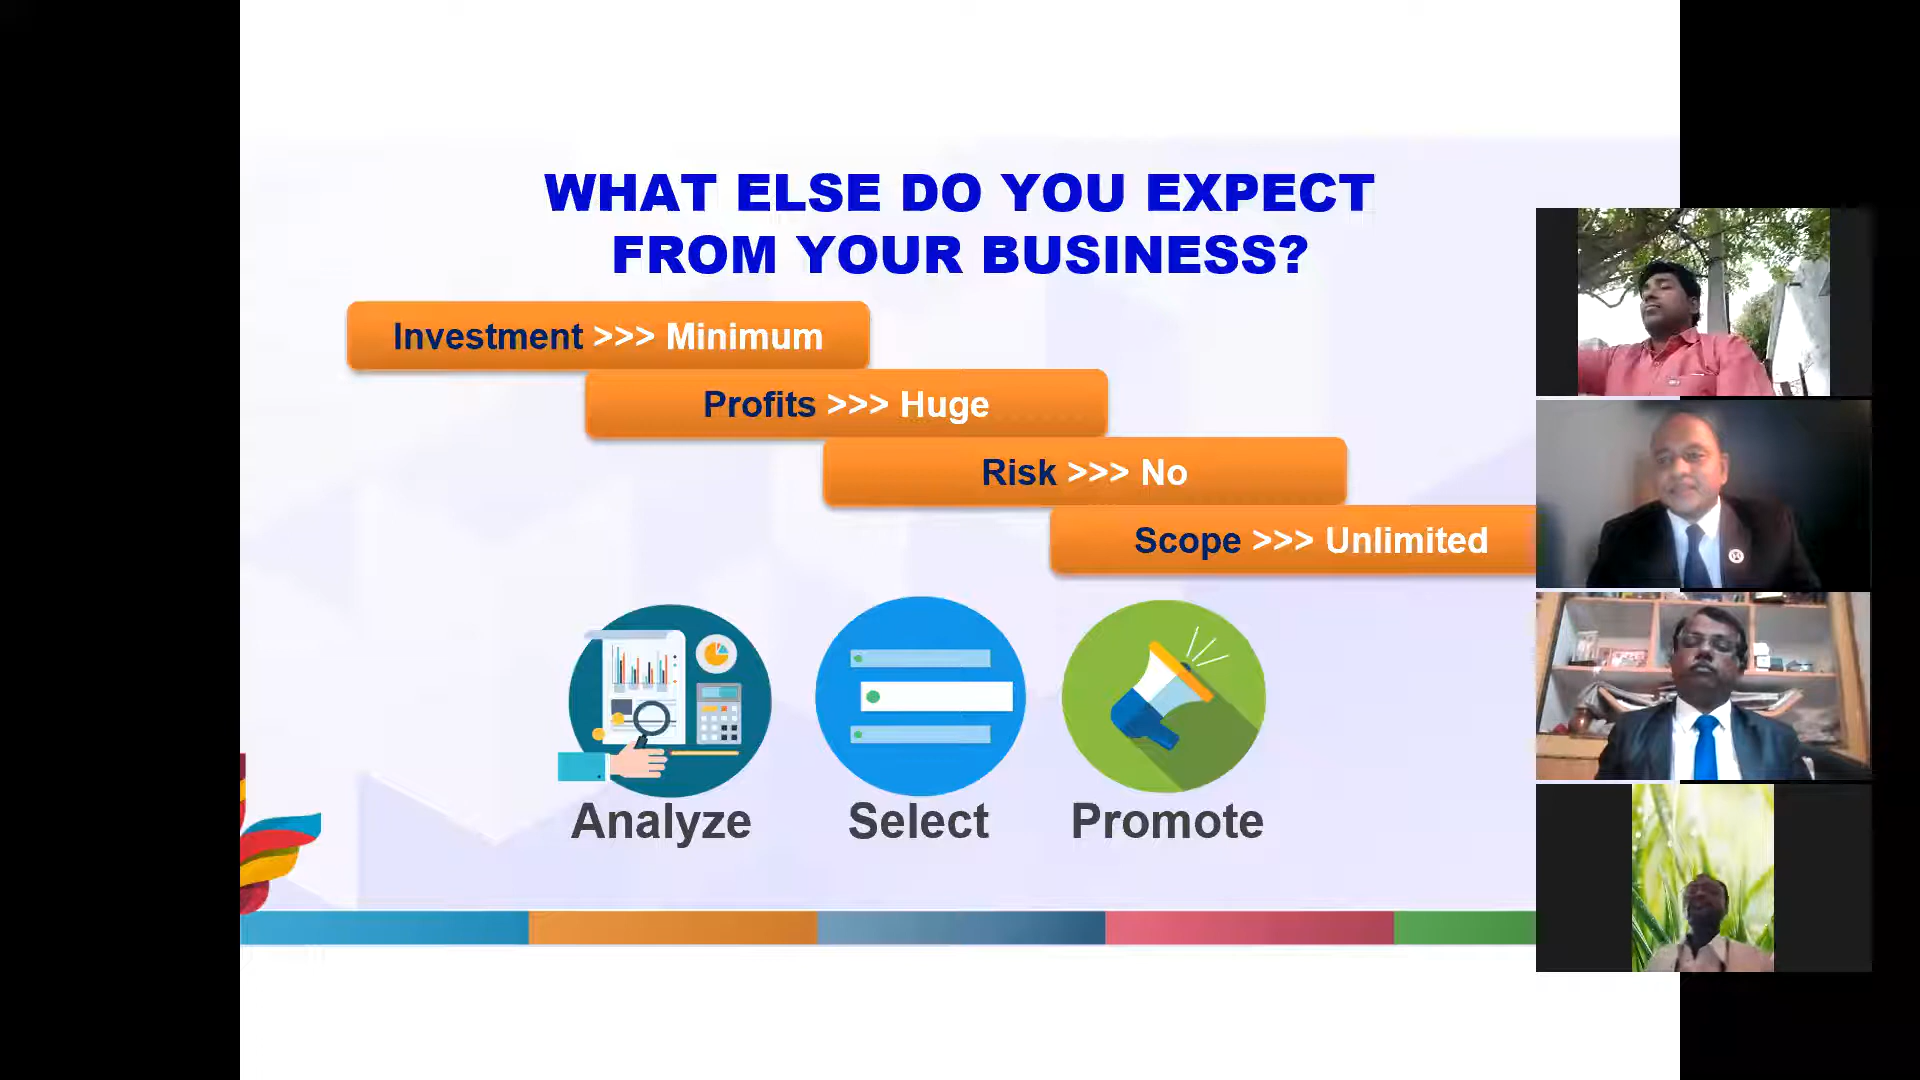 WHAT ELSE DO YOU EXPECT
FROM YOUR BUSINESS?
Investment >>> Minimum
Profits >>> Huge
Risk >>> No
Scope >>> Unlimited
Analyze
Select
Promote